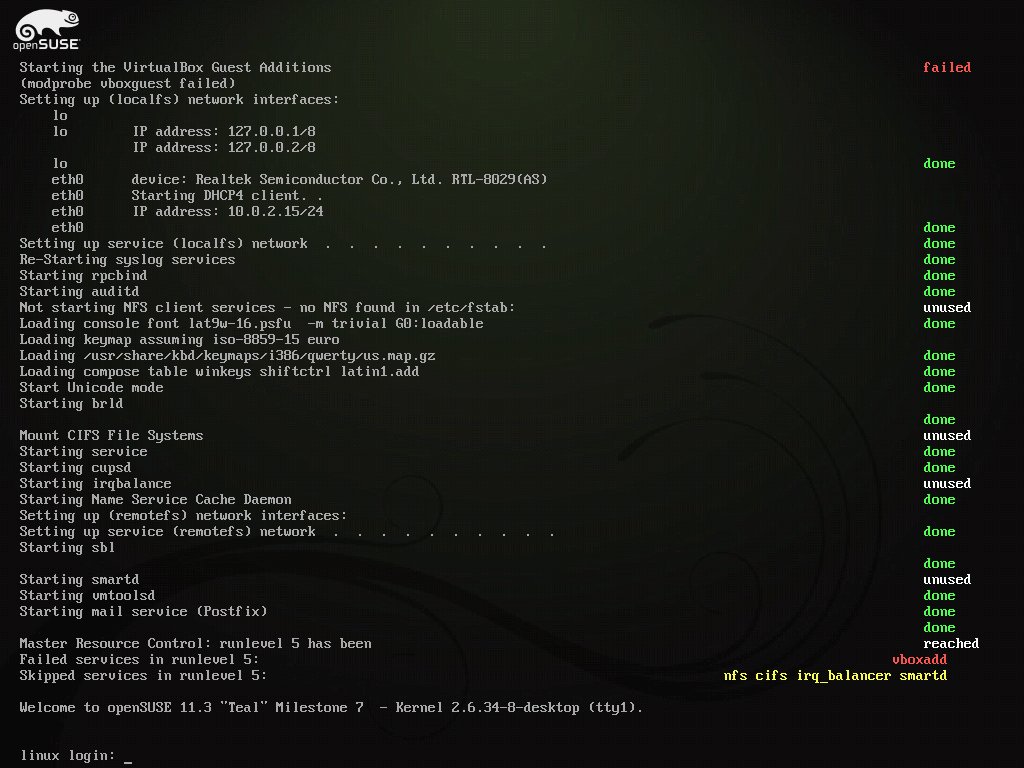 openSUSE
Starting the VirtualBox Guest Additions failed
(modprobe vboxguest failed)
Setting up (localfs) network interfaces:
lo
lo IP address: 127.0.0.1/8
IP address: 127.0.0.2/8
lo done
eth0 device: Realtek Semiconductor Co., Ltd. RTL-8029(AS)
eth0 Starting DHCP4 client. .
eth0 IP address: 10.0.2.15/24
eth0 done
Setting up service (localfs) network . . . . . . . . . . done
Re-Starting syslog services done
Starting rpcbind done
Starting auditd done
Not starting NFS client services - no NFS found in /etc/fstab: unused
Loading console font lat9w-16.psfu -m trivial G0:loadable done
Loading keymap assuming iso-8859-15 euro
Loading /usr/share/kbd/keymaps/i386/qwerty/us.map.gz done
Loading compose table winkeys shiftctrl latin1.add done
Start Unicode mode done
Starting brld
done
Mount CIFS File Systems unused
Starting service done
Starting cupsd done
Starting irqbalance unused
Starting Name Service Cache Daemon done
Setting up (remotefs) network interfaces:
Setting up service (remotefs) network . . . . . . . . . . done
Starting sbl
done
Starting smartd unused
Starting vmtoolsd done
Starting mail service (Postfix) done
done
Master Resource Control: runlevel 5 has been reached
Failed services in runlevel 5: vboxadd
Skipped services in runlevel 5: nfs cifs irq_balancer smartd
Welcome to openSUSE 11.3 "Teal" Milestone 7 - Kernel 2.6.34-8-desktop (tty1).
linux login: _